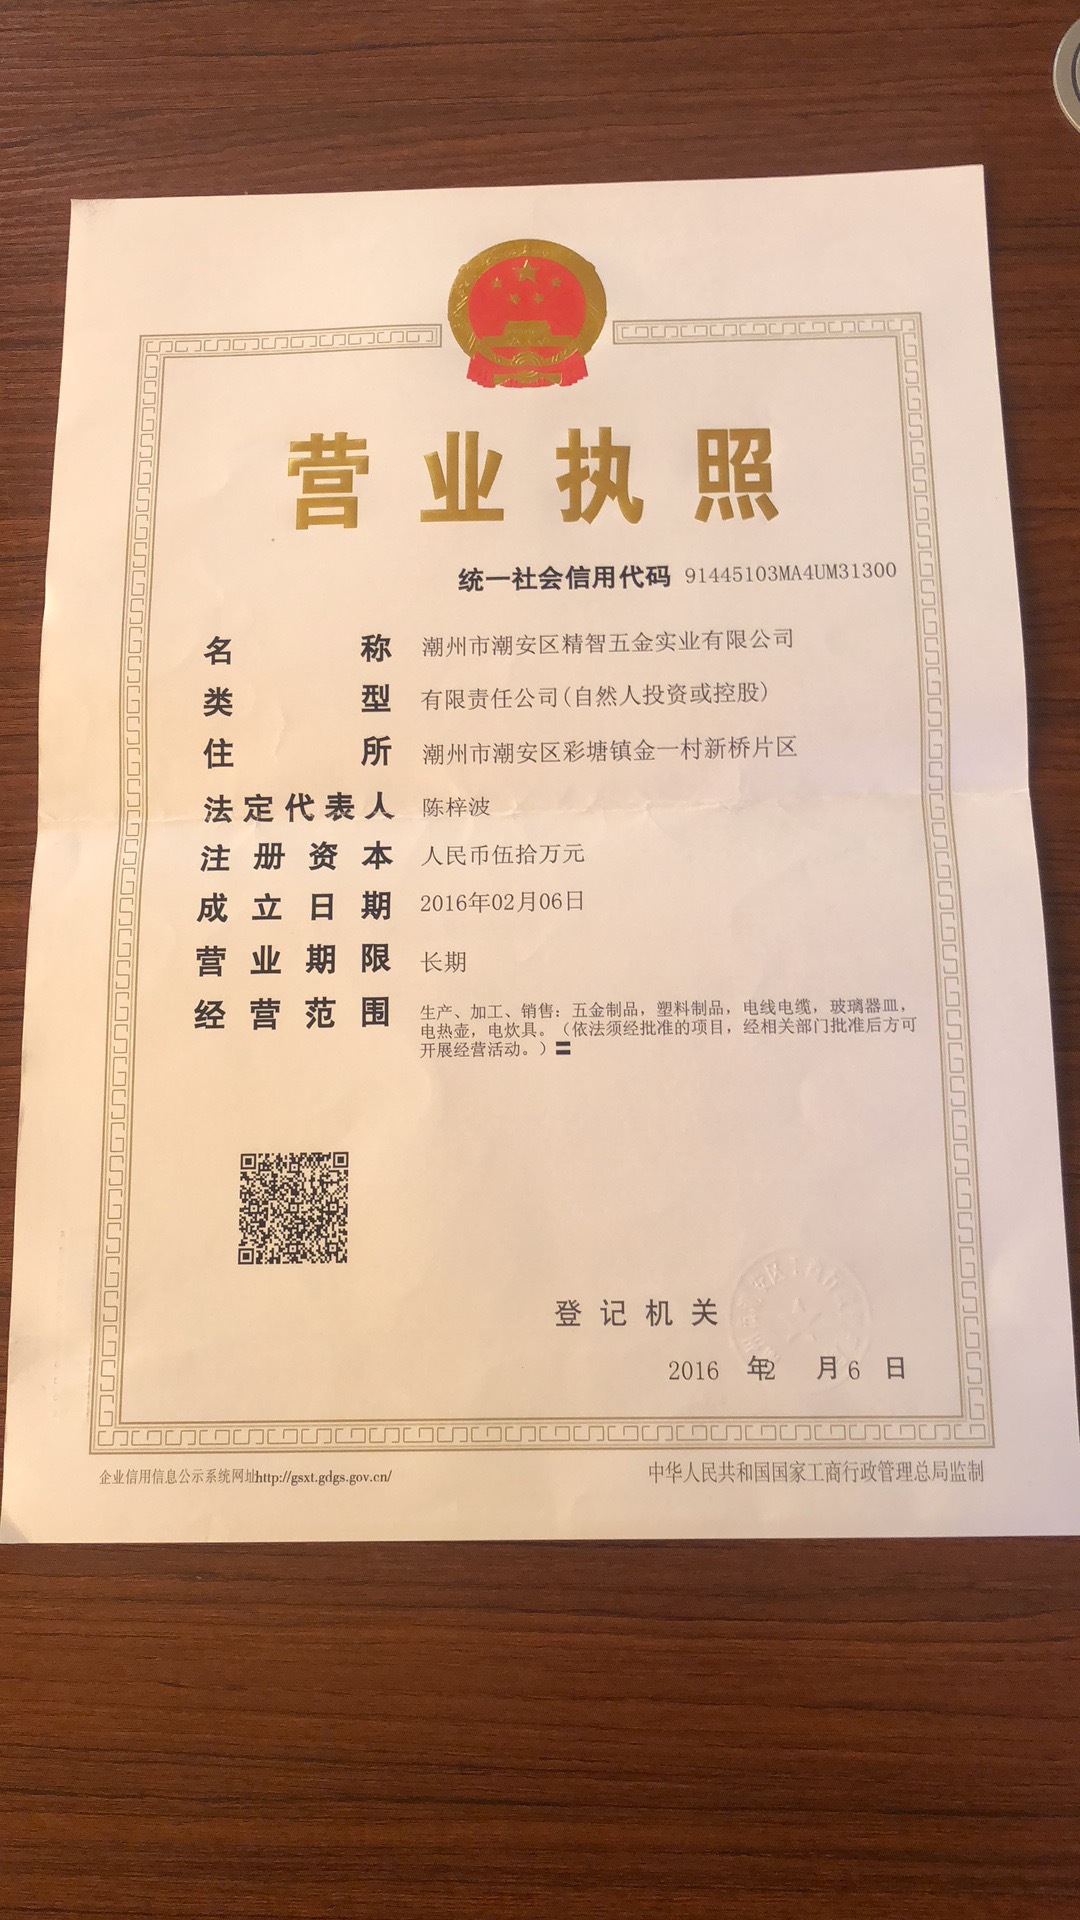 营业执照
统一社会信用代码 91445103MA4UM31300
名称 潮州市潮安区精智五金实业有限公司
类型 有限责任公司(自然人投资或控股)
住所 潮州市潮安区彩塘镇金一村新桥片区
法定代表人 陈梓波
注册资本 人民币伍拾万元
成立日期 2016年02月06日
营业期限 长期
经营范围 生产、加工、销售：五金制品，塑料制品，电线电缆，玻璃器皿，
电热壶，电炊具。（依法须经批准的项目，经相关部门批准后方可
开展经营活动。）〓
登记机关
2016 年2 月6 日
企业信用信息公示系统网址http://gsxt.gdgs.gov.cn/
中华人民共和国国家工商行政管理总局监制